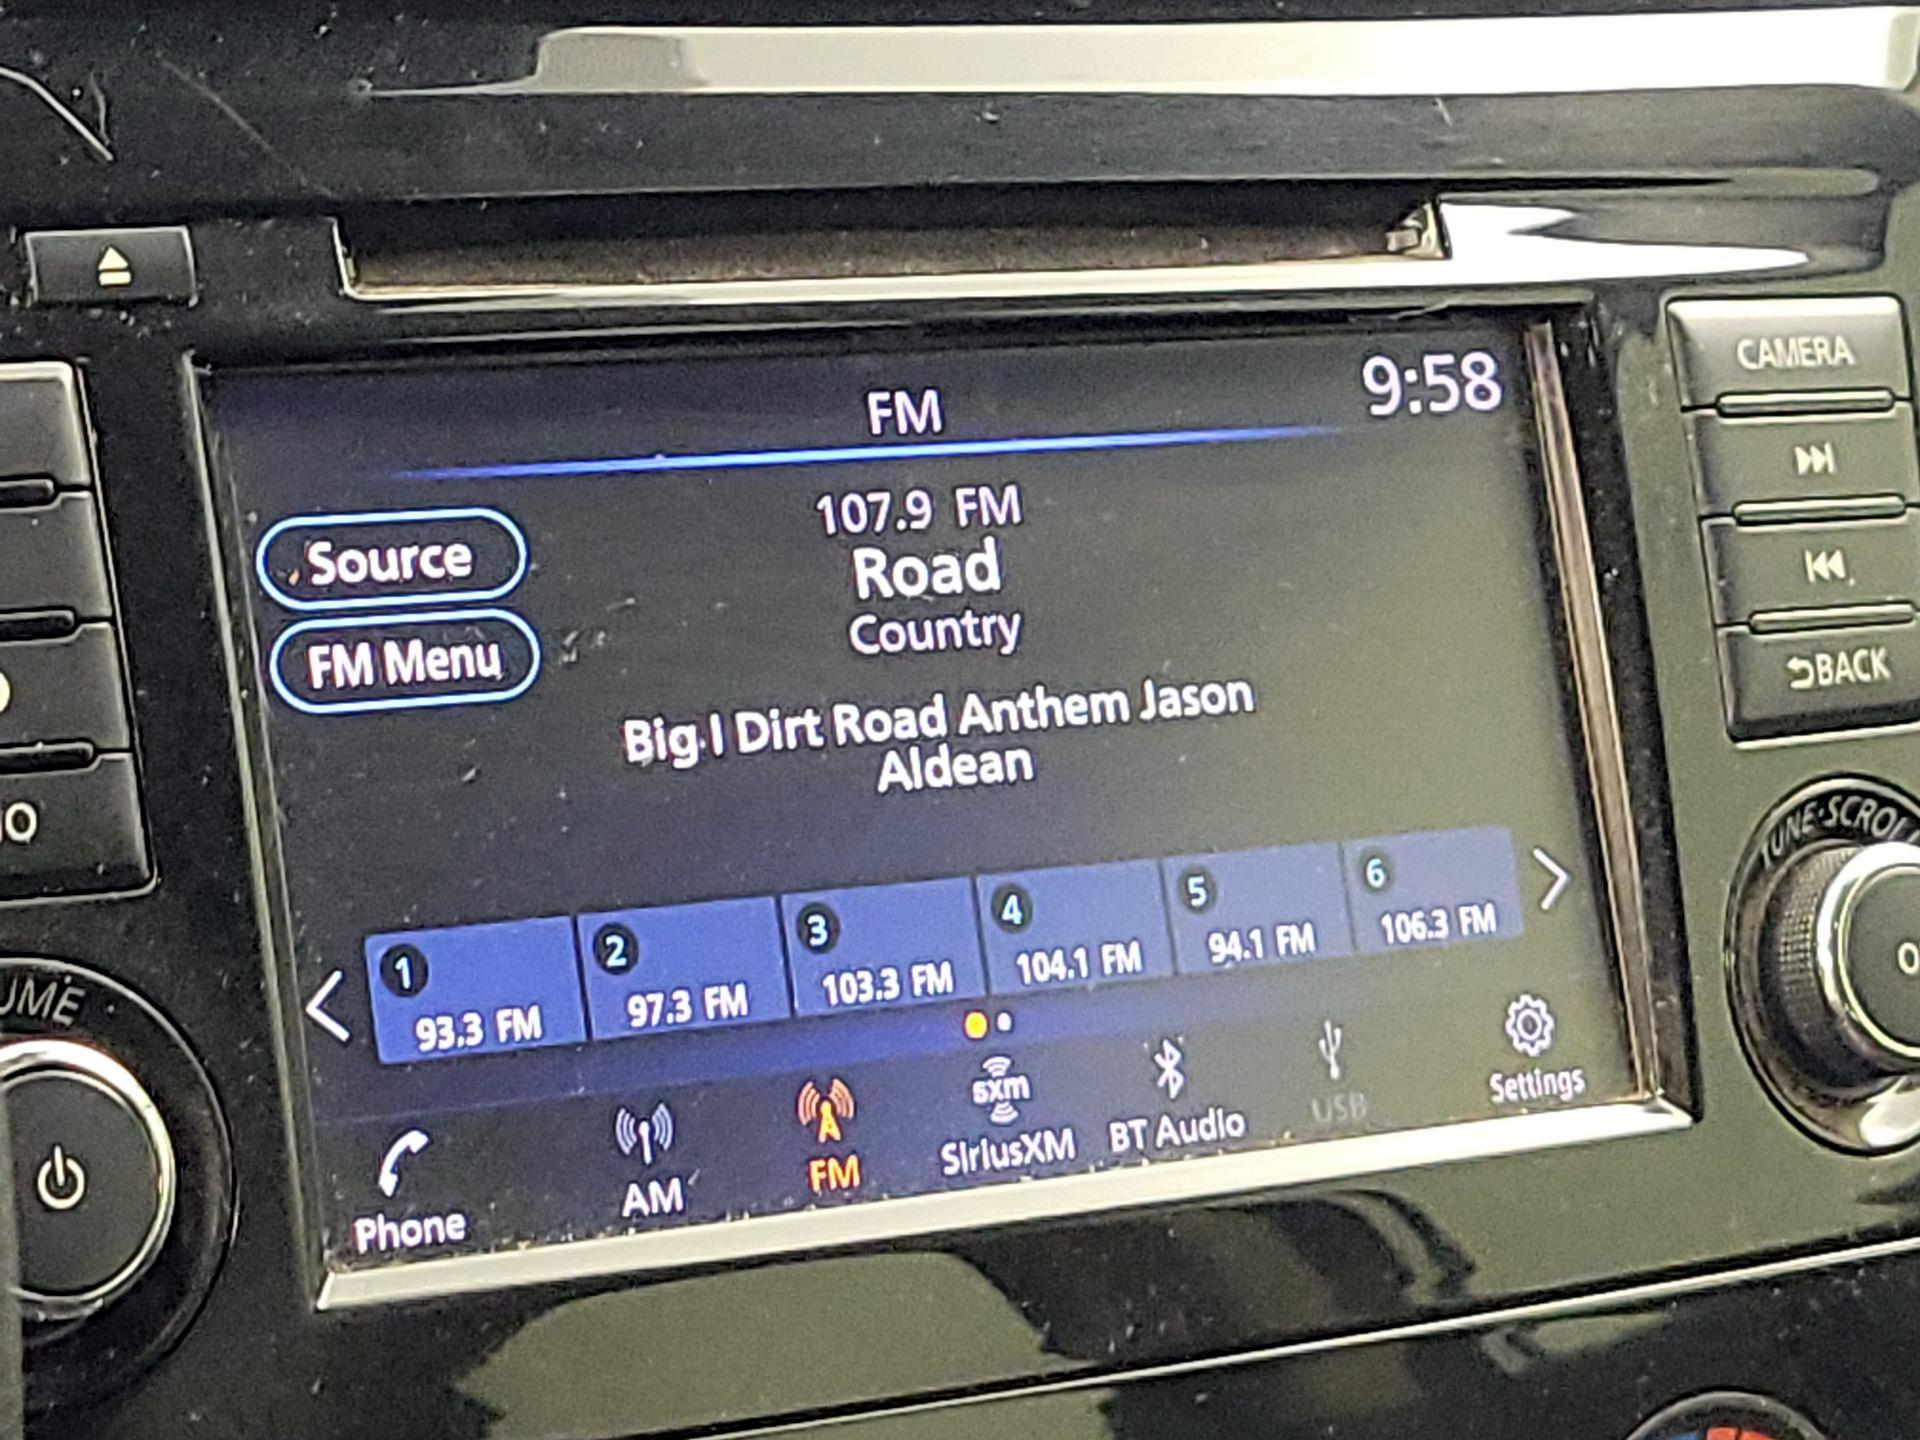 CAMERA
9:58
FM
107.9 FM
Source
Road
Country
FM Menu
BACK
Big I Dirt Road Anthem Jason
Aldean
TUNE·SCROLL
1
93.3 FM
2
97.3 FM
3
103.3 FM
4
104.1 FM
5
94.1 FM
6
106.3 FM
Phone
AM
FM
sxm
SiriusXM
BT Audio
USB
Settings